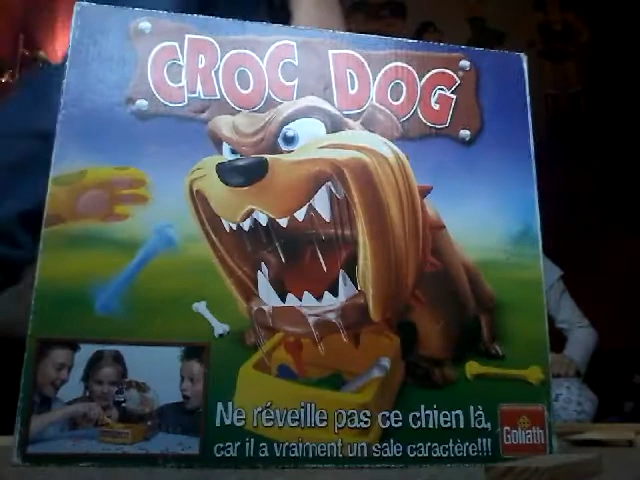 CROC DOG
Ne réveille pas ce chien là,
car il a vraiment un sale caractère!!!
Goliath